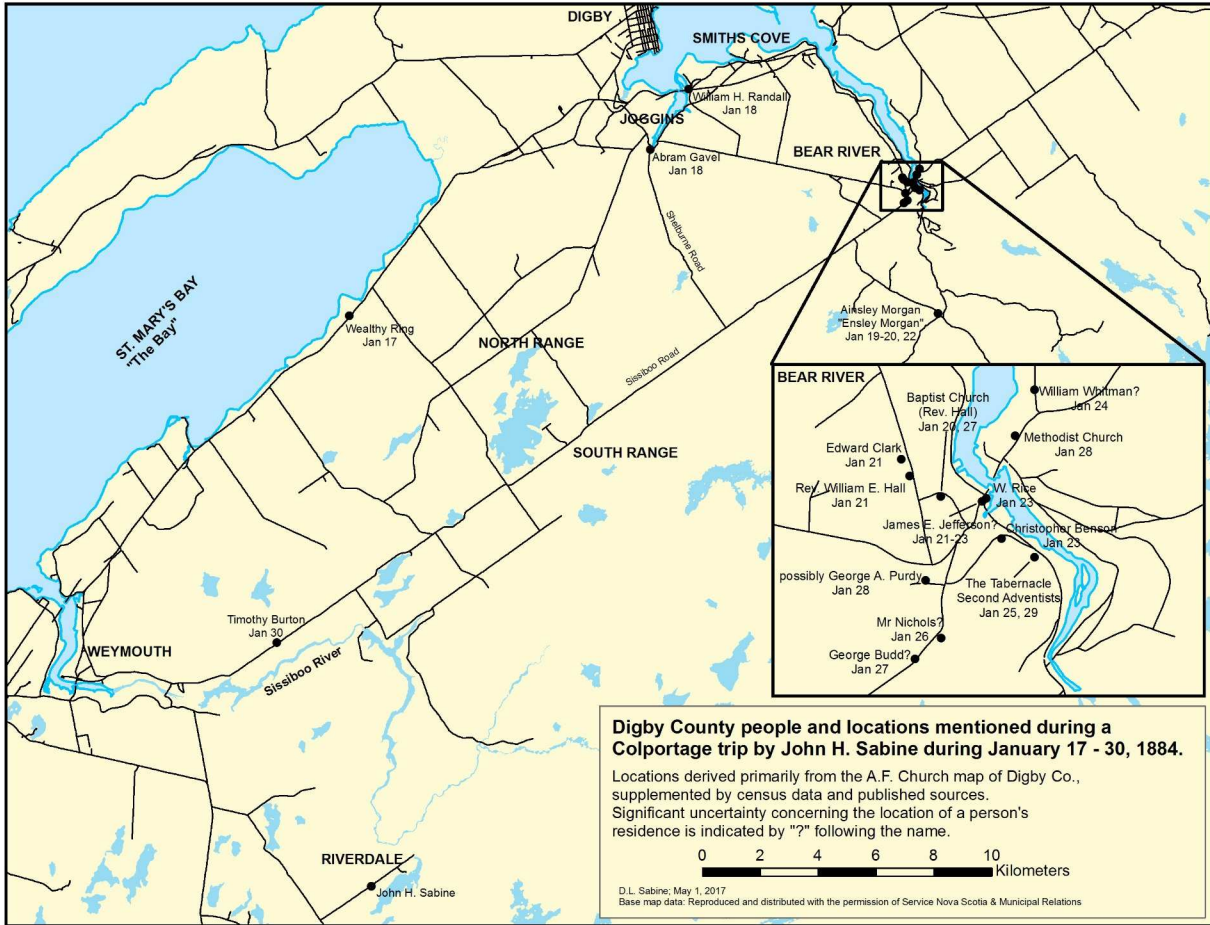 DIGBY
SMITHS COVE
William H. Randall
Jan 18
JOGGINS
Abram Gavel
Jan 18
BEAR RIVER
Shelburne Road
ST. MARY'S BAY
"The Bay"
Wealthy Ring
Jan 17
NORTH RANGE
Sissiboo Road
Ainsley Morgan
"Ensley Morgan"
Jan 19-20, 22
SOUTH RANGE
Timothy Burton
Jan 30
WEYMOUTH
Sissiboo River
RIVERDALE
John H. Sabine
BEAR RIVER
Baptist Church
(Rev. Hall)
Jan 20, 27
William Whitman?
Jan 24
Methodist Church
Jan 28
Edward Clark
Jan 21
Rev. William E. Hall
Jan 21
W. Rice
Jan 23
James E. Jefferson?
Jan 21-23
Christopher Benson
Jan 23
possibly George A. Purdy
Jan 28
The Tabernacle
Second Adventists
Jan 25, 29
Mr Nichols?
Jan 26
George Budd?
Jan 27
Digby County people and locations mentioned during a
Colportage trip by John H. Sabine during January 17 - 30, 1884.
Locations derived primarily from the A.F. Church map of Digby Co.,
supplemented by census data and published sources.
Significant uncertainty concerning the location of a person's
residence is indicated by "?" following the name.
0 2 4 6 8 10
Kilometers
D.L. Sabine; May 1, 2017
Base map data: Reproduced and distributed with the permission of Service Nova Scotia & Municipal Relations